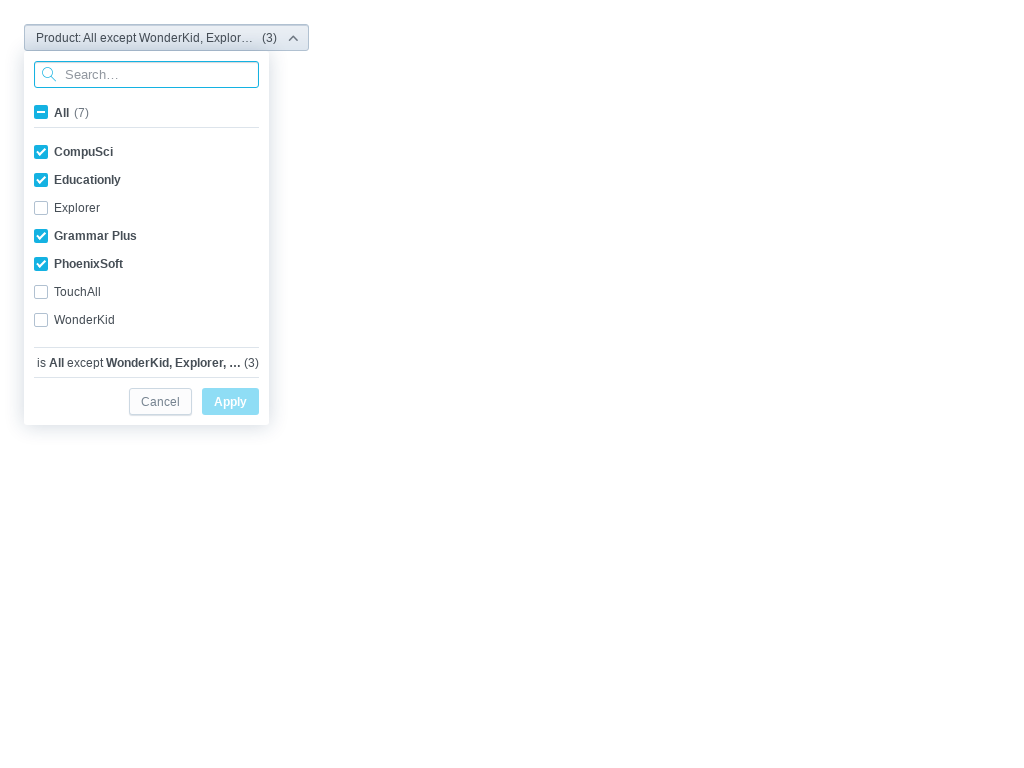 Product: All except WonderKid, Explor… (3)
Search…
All (7)
CompuSci
Educationly
Explorer
Grammar Plus
PhoenixSoft
TouchAll
WonderKid
is All except WonderKid, Explorer, … (3)
Cancel Apply